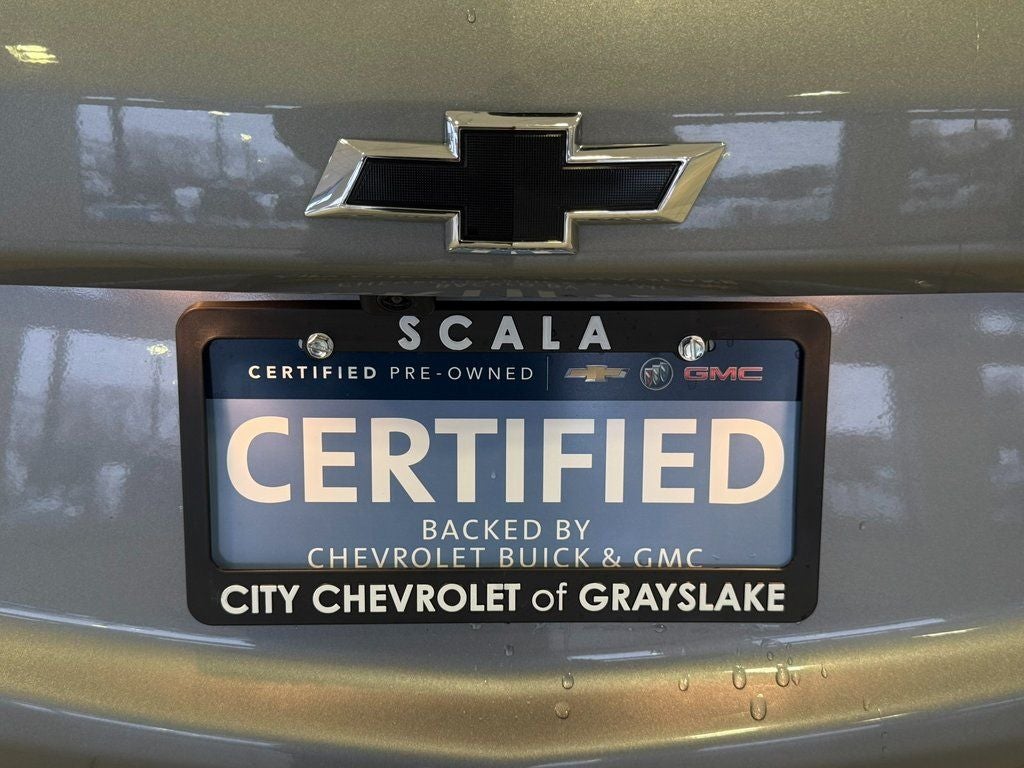 SCALA
CERTIFIED PRE-OWNED GMC
CERTIFIED
BACKED BY
CHEVROLET BUICK & GMC
CITY CHEVROLET of GRAYSLAKE